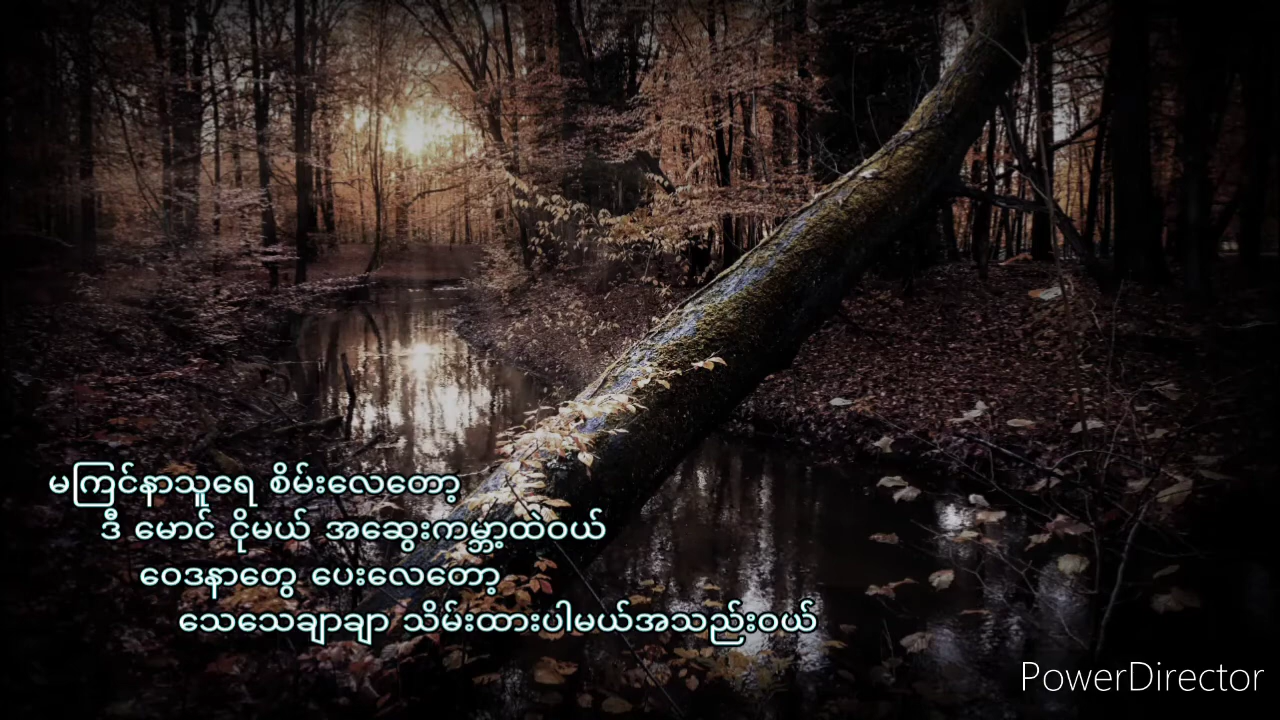 မကြင်နာသူရေ စိမ်းလေတော့
ဒီ မောင် ငိုမယ် အဆွေးကမ္ဘာ့ထဲဝယ်
ဝေဒနာတွေ ပေးလေတော့
သေသေချာချာ သိမ်းထားပါမယ်အသည်းဝယ်
PowerDirector